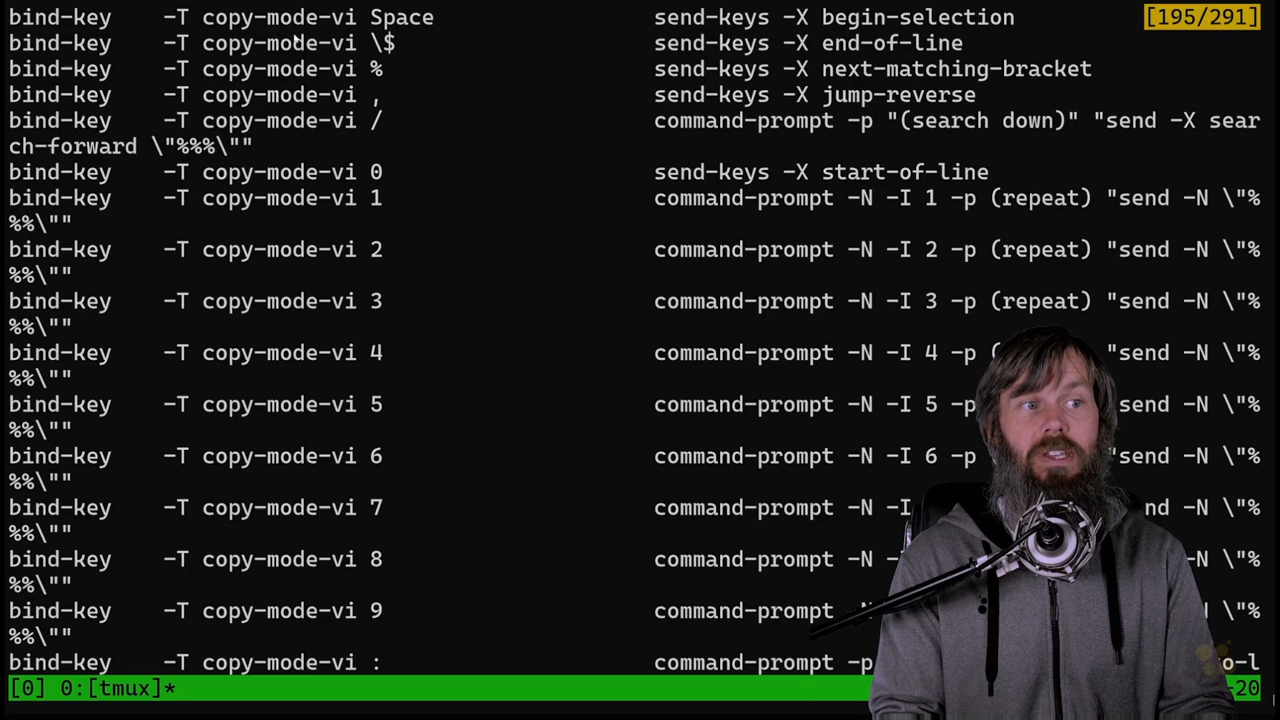 bind-key    -T copy-mode-vi Space                 send-keys -X begin-selection [195/291]
bind-key    -T copy-mode-vi \$                    send-keys -X end-of-line
bind-key    -T copy-mode-vi %                     send-keys -X next-matching-bracket
bind-key    -T copy-mode-vi ,                     send-keys -X jump-reverse
bind-key    -T copy-mode-vi /                     command-prompt -p "(search down)" "send -X sear
ch-forward \"%%%\""
bind-key    -T copy-mode-vi 0                     send-keys -X start-of-line
bind-key    -T copy-mode-vi 1                     command-prompt -N -I 1 -p (repeat) "send -N \"%
%%\""
bind-key    -T copy-mode-vi 2                     command-prompt -N -I 2 -p (repeat) "send -N \"%
%%\""
bind-key    -T copy-mode-vi 3                     command-prompt -N -I 3 -p (repeat) "send -N \"%
%%\""
bind-key    -T copy-mode-vi 4                     command-prompt -N -I 4 -p "send -N \"%
%%\""
bind-key    -T copy-mode-vi 5                     command-prompt -N -I 5 -p send -N \"%
%%\""
bind-key    -T copy-mode-vi 6                     command-prompt -N -I 6 -p "send -N \"%
%%\""
bind-key    -T copy-mode-vi 7                     command-prompt -N -I nd -N \"%
%%\""
bind-key    -T copy-mode-vi 8                     command-prompt -N -N \"%
%%\""
bind-key    -T copy-mode-vi 9                     command-prompt \"%
%%\""
bind-key    -T copy-mode-vi :                     command-prompt -p o-l
[0] 0:[tmux]* -20